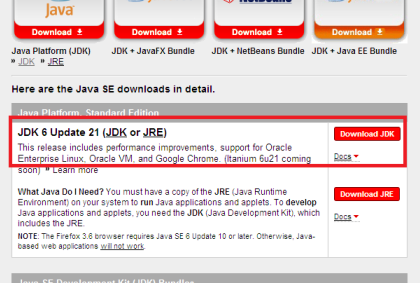 Java
Java
NetBeans
Download
Download
Download
Download
Java Platform (JDK)
JDK + JavaFX Bundle
JDK + NetBeans Bundle
JDK + Java EE Bundle
» JDK » JRE
Here are the Java SE downloads in detail.
Java Platform, Standard Edition
JDK 6 Update 21 (JDK or JRE)
Download JDK
This release includes performance improvements, support for Oracle
Enterprise Linux, Oracle VM, and Google Chrome. (Itanium 6u21 coming
Docs
soon) » Learn more
What Java Do I Need? You must have a copy of the JRE (Java Runtime
Download JRE
Environment) on your system to run Java applications and applets. To develop
Java applications and applets, you need the JDK (Java Development Kit), which
Docs
includes the JRE.
NOTE: The Firefox 3.6 browser requires Java SE 6 Update 10 or later. Otherwise, Java-
based web applications will not work.
Java SE Development Kit (JDK) Bundles